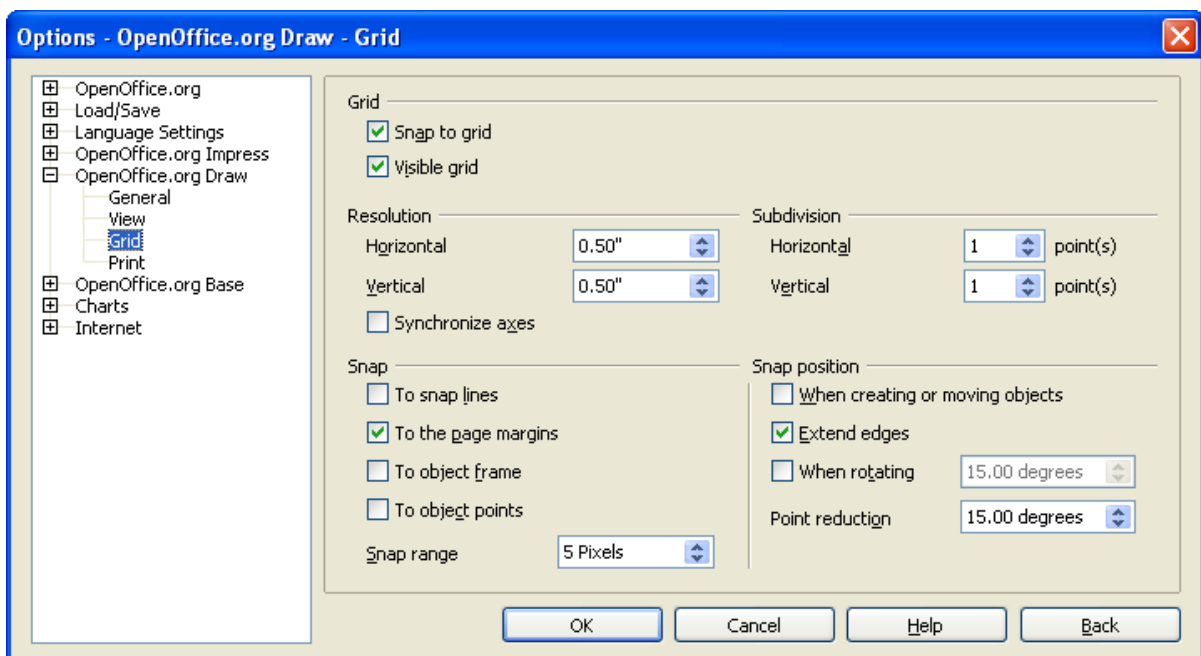 Options - OpenOffice.org Draw - Grid
OpenOffice.org
Load/Save
Language Settings
OpenOffice.org Impress
OpenOffice.org Draw
General
View
Grid
Print
OpenOffice.org Base
Charts
Internet
Grid
Snap to grid
Visible grid
Resolution
Horizontal 0.50"
Vertical 0.50"
Synchronize axes
Subdivision
Horizontal 1 point(s)
Vertical 1 point(s)
Snap
To snap lines
To the page margins
To object frame
To object points
Snap range 5 Pixels
Snap position
When creating or moving objects
Extend edges
When rotating 15.00 degrees
Point reduction 15.00 degrees
OK Cancel Help Back